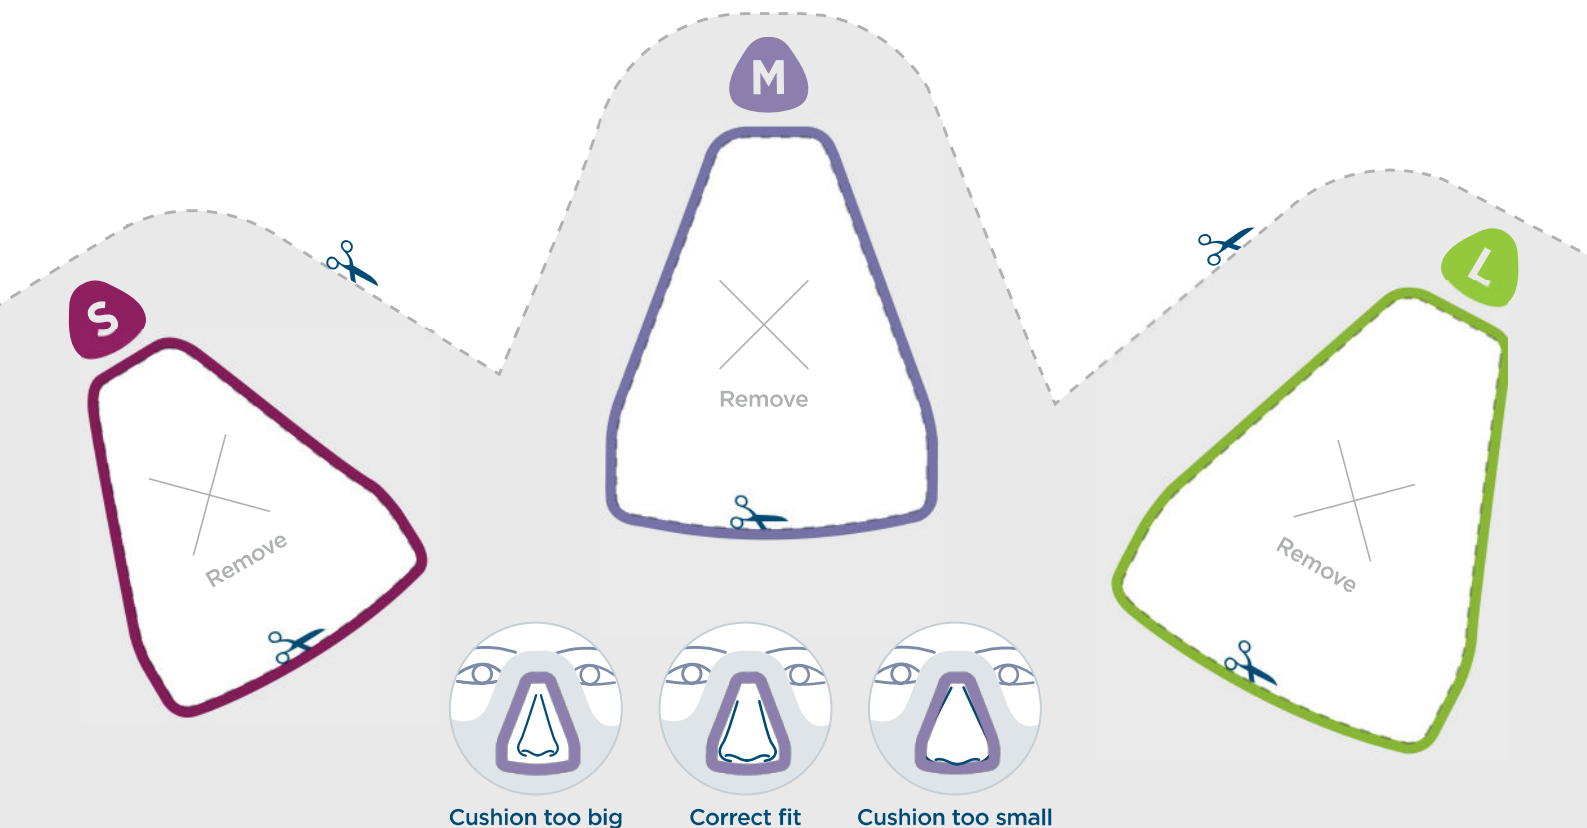 M
S
L
Remove
Remove
Remove
Cushion too big
Correct fit
Cushion too small